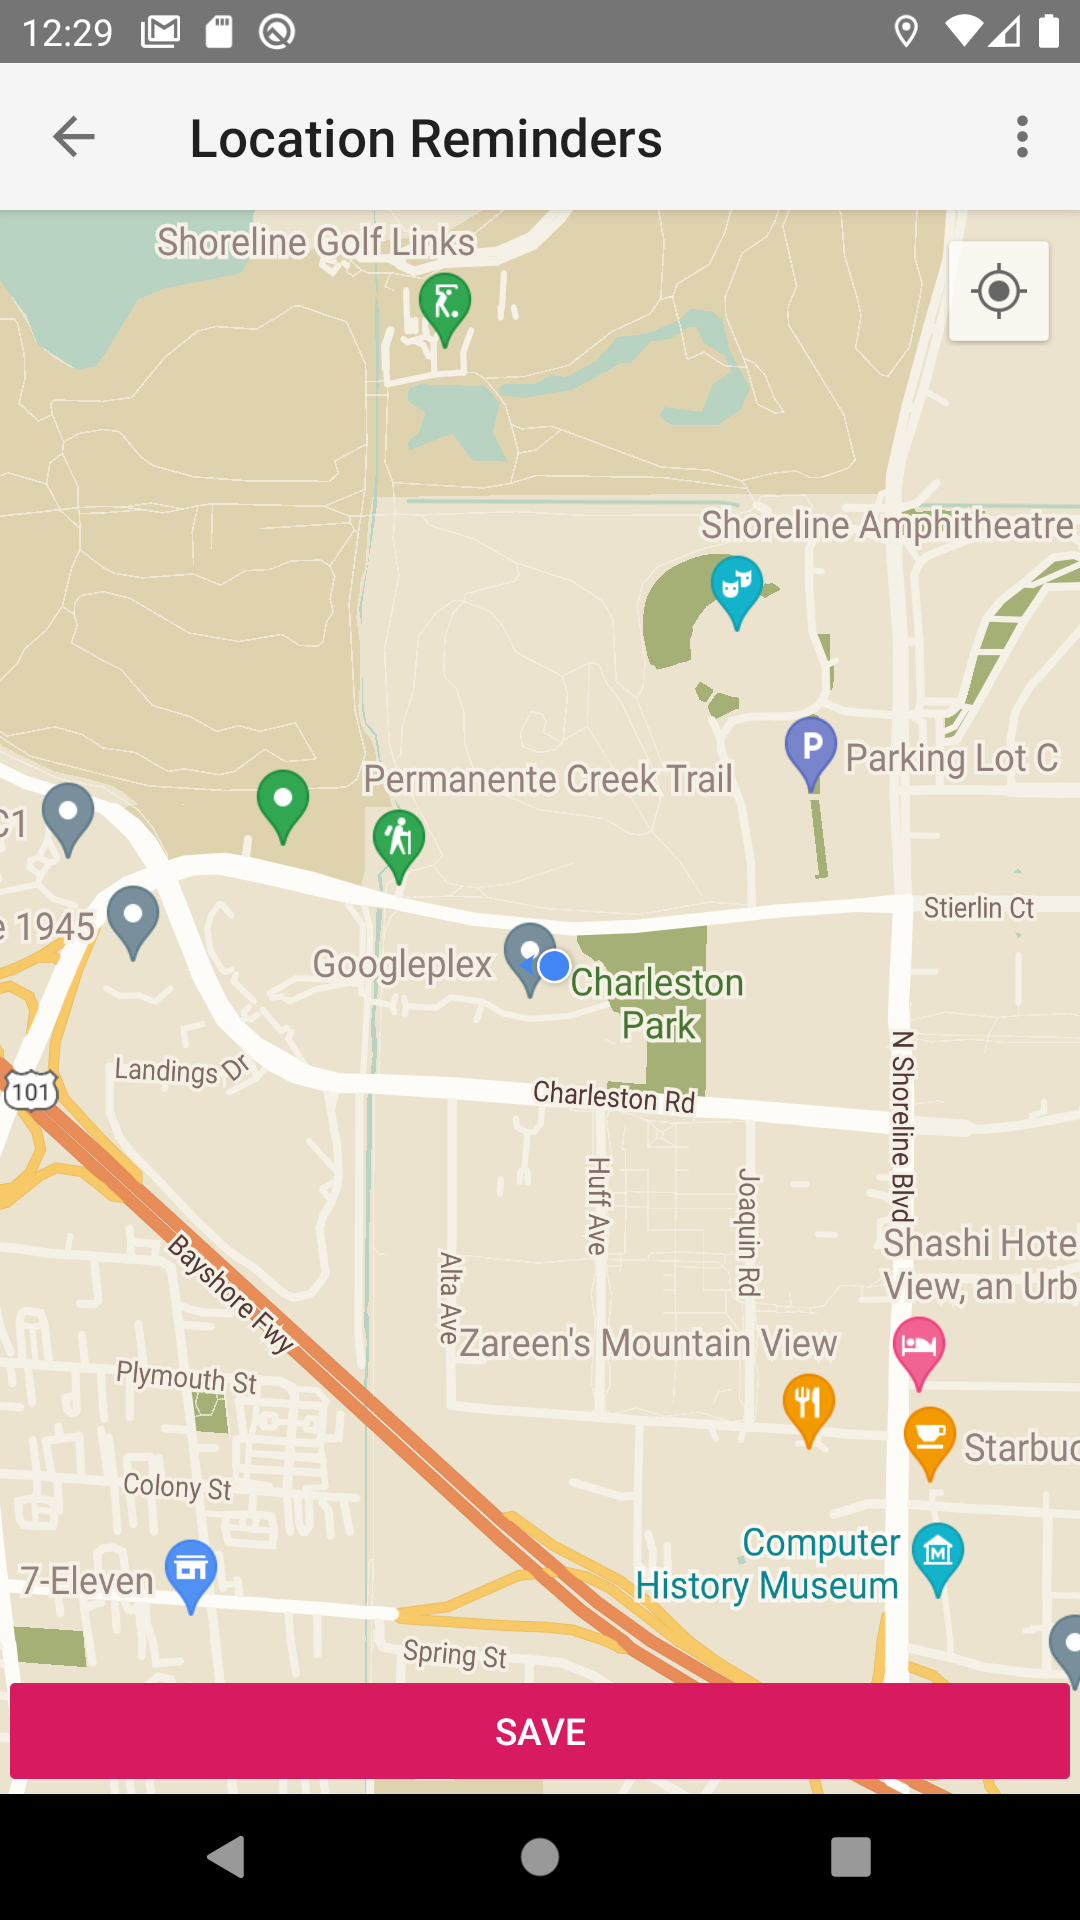 12:29
Location Reminders
Shoreline Golf Links
Shoreline Amphitheatre
P
Parking Lot C
Permanente Creek Trail
C1
e 1945
Stierlin Ct
Googleplex
Charleston
Park
Landings Dr
101
Charleston Rd
N Shoreline Blvd
Huff Ave
Joaquin Rd
Bayshore Fwy
Alta Ave
Shashi Hote
View, an Urb
Zareen's Mountain View
Plymouth St
Starbuc
Colony St
Computer
History Museum
M
7-Eleven
Spring St
SAVE